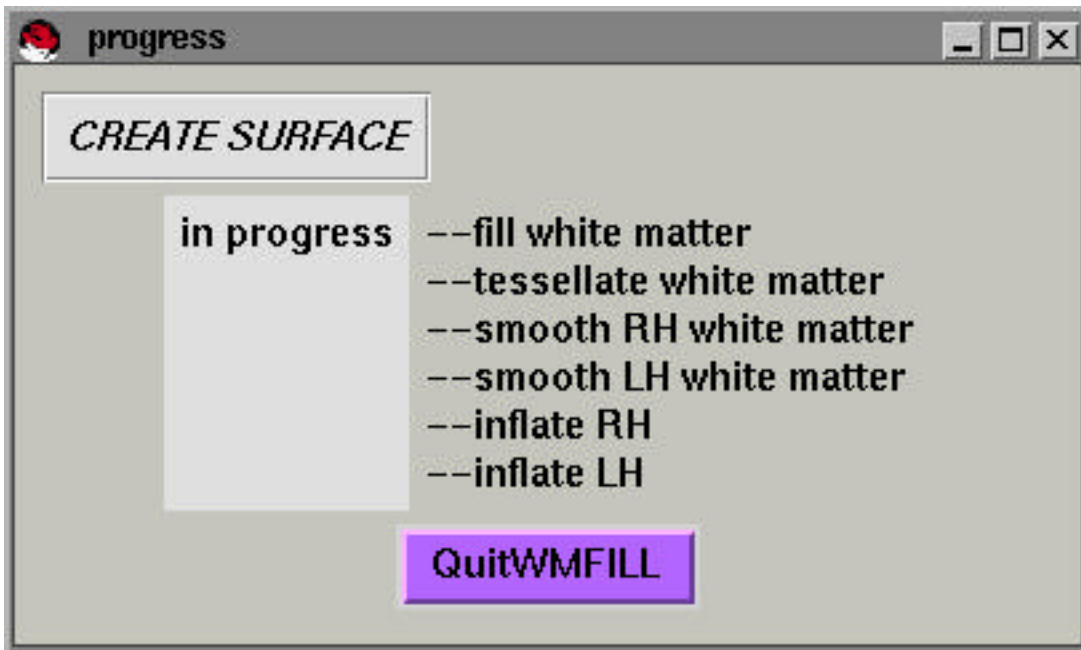 progress
CREATE SURFACE
in progress --fill white matter
--tessellate white matter
--smooth RH white matter
--smooth LH white matter
--inflate RH
--inflate LH
QuitWMFILL